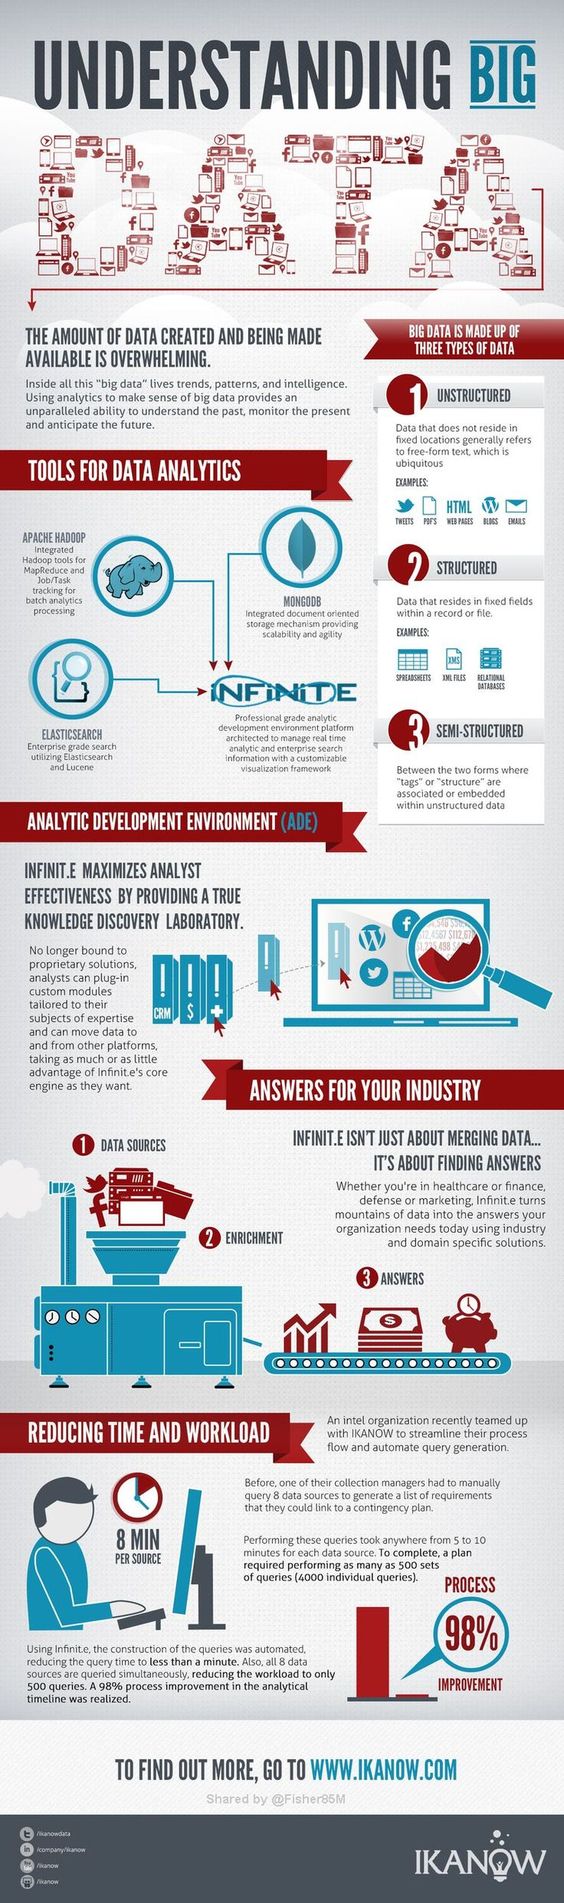 UNDERSTANDING BIG
DATA
THE AMOUNT OF DATA CREATED AND BEING MADE
AVAILABLE IS OVERWHELMING.
Inside all this "big data" lives trends, patterns, and intelligence.
Using analytics to make sense of big data provides an
unparalleled ability to understand the past, monitor the present
and anticipate the future.
BIG DATA IS MADE UP OF
THREE TYPES OF DATA
1 UNSTRUCTURED
Data that does not reside in
fixed locations generally refers
to free-form text, which is
ubiquitous
EXAMPLES:
HTML
TWEETS PDF'S WEB PAGES BLOGS EMAILS
2 STRUCTURED
Data that resides in fixed fields
within a record or file.
EXAMPLES:
XMS
SPREADSHEETS XML FILES RELATIONAL
DATABASES
3 SEMI-STRUCTURED
Between the two forms where
"tags" or "structure" are
associated or embedded
within unstructured data
TOOLS FOR DATA ANALYTICS
APACHE HADOOP
Integrated
Hadoop tools for
MapReduce and
Job/Task
tracking for
batch analytics
processing
MONGODB
Integrated document oriented
storage mechanism providing
scalability and agility
ELASTICSEARCH
Enterprise grade search
utilizing Elasticsearch
and Lucene
INFINIT.E
Professional grade analytic
development environment platform
architected to manage real time
analytic and enterprise search
information with a customizable
visualization framework
ANALYTIC DEVELOPMENT ENVIRONMENT (ADE)
INFINIT.E MAXIMIZES ANALYST
EFFECTIVENESS BY PROVIDING A TRUE
KNOWLEDGE DISCOVERY LABORATORY.
No longer bound to
proprietary solutions,
analysts can plug-in
custom modules
tailored to their
subjects of expertise
and can move data to
and from other platforms,
taking as much or as little
advantage of Infinit.e's core
engine as they want.
CRM $
ANSWERS FOR YOUR INDUSTRY
INFINIT.E ISN'T JUST ABOUT MERGING DATA...
IT'S ABOUT FINDING ANSWERS
Whether you're in healthcare or finance,
defense or marketing, Infinit.e turns
mountains of data into the answers your
organization needs today using industry
and domain specific solutions.
1 DATA SOURCES
2 ENRICHMENT
3 ANSWERS
$
REDUCING TIME AND WORKLOAD
An intel organization recently teamed up
with IKANOW to streamline their process
flow and automate query generation.
Before, one of their collection managers had to manually
query 8 data sources to generate a list of requirements
that they could link to a contingency plan.
8 MIN
PER SOURCE
Performing these queries took anywhere from 5 to 10
minutes for each data source. To complete, a plan
required performing as many as 500 sets
of queries (4000 individual queries).
PROCESS
98%
IMPROVEMENT
Using Infinit.e, the construction of the queries was automated,
reducing the query time to less than a minute. Also, all 8 data
sources are queried simultaneously, reducing the workload to only
500 queries. A 98% process improvement in the analytical
timeline was realized.
TO FIND OUT MORE, GO TO WWW.IKANOW.COM
Shared by @Fisher85M
/ikanowdata
/company/ikanow
/ikanow
/ikanow
IKANOW